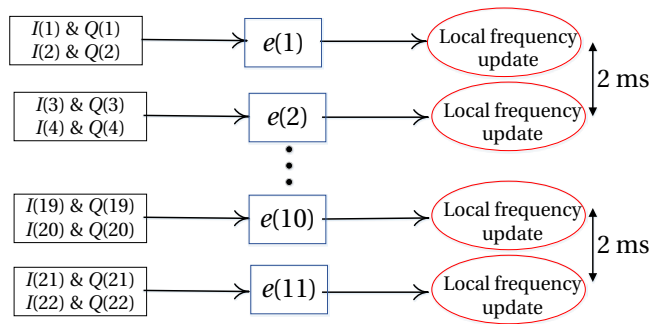 I(1) & Q(1)
I(2) & Q(2)
e(1)
Local frequency
update
2 ms
I(3) & Q(3)
I(4) & Q(4)
e(2)
Local frequency
update
I(19) & Q(19)
I(20) & Q(20)
e(10)
Local frequency
update
2 ms
I(21) & Q(21)
I(22) & Q(22)
e(11)
Local frequency
update